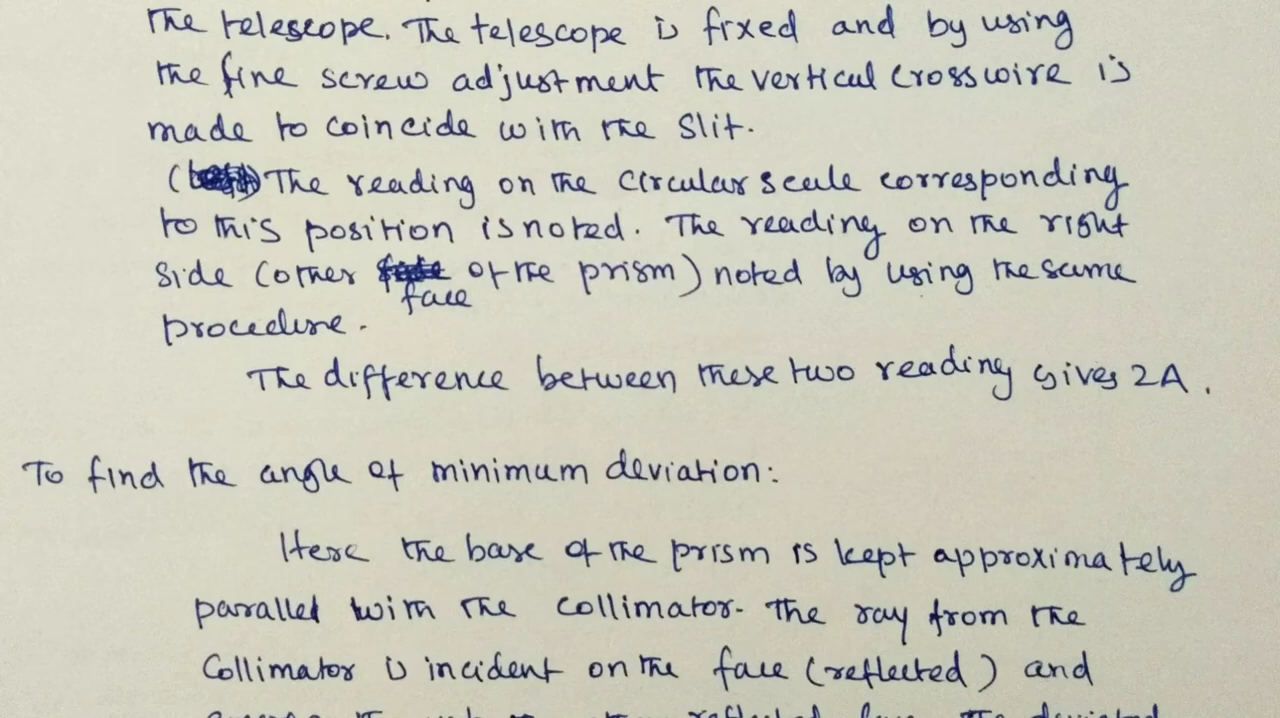 The telescope. The telescope is fixed and by using
the fine screw adjustment the vertical crosswire is
made to coincide with the slit.
( ) The reading on the circular scale corresponding
to this position is noted. The reading on the right
side (other of the prism) noted by using the same
face
procedure.
The difference between these two reading gives 2A.
To find the angle of minimum deviation:
Here the base of the prism is kept approximately
parallel with the collimator. The ray from the
Collimator is incident on the face (reflected) and